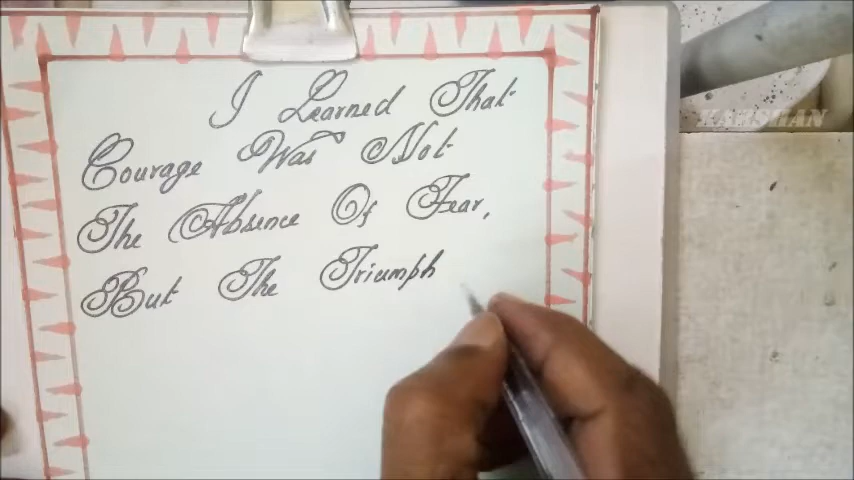 I Learned That
Courage Was Not
The Absence Of Fear,
But The Triumph